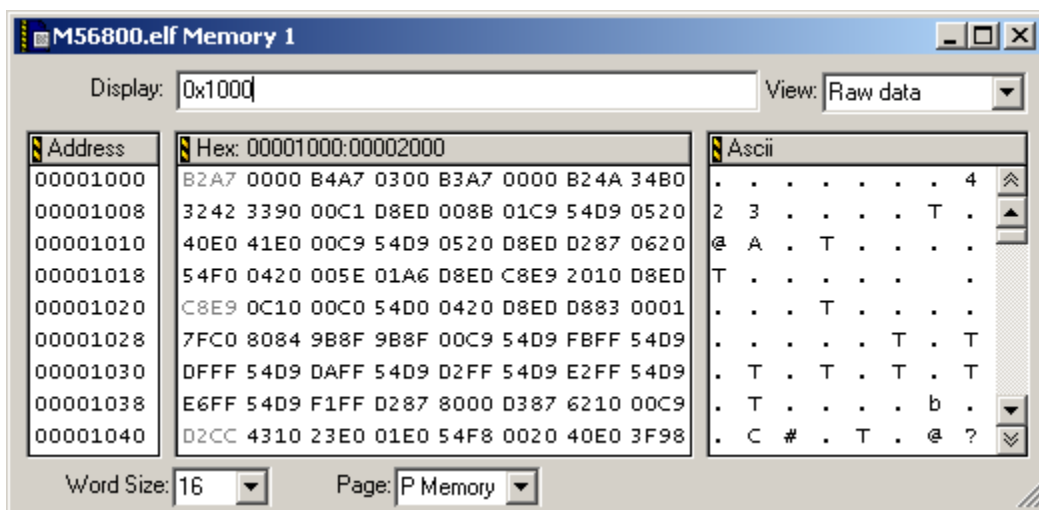 M56800.elf Memory 1
Display: 0x1000 View: Raw data
Address Hex: 00001000:00002000 Ascii
00001000 B2A7 0000 B4A7 0300 B3A7 0000 B24A 34B0 . . . . . . . 4
00001008 3242 3390 00C1 D8ED 008B 01C9 54D9 0520 2 3 . . . . T .
00001010 40E0 41E0 00C9 54D9 0520 D8ED D287 0620 @ A . T . . . .
00001018 54F0 0420 005E 01A6 D8ED C8E9 2010 D8ED T . . . . . .
00001020 C8E9 0C10 00C0 54D0 0420 D8ED D883 0001 . . . T . . . .
00001028 7FC0 8084 9B8F 9B8F 00C9 54D9 FBFF 54D9 . . . . . T . T
00001030 DFFF 54D9 DAFF 54D9 D2FF 54D9 E2FF 54D9 . T . T . T . T
00001038 E6FF 54D9 F1FF D287 8000 D387 6210 00C9 . T . . . . b .
00001040 D2CC 4310 23E0 01E0 54F8 0020 40E0 3F98 . C # . T . @ ?
Word Size: 16 Page: P Memory